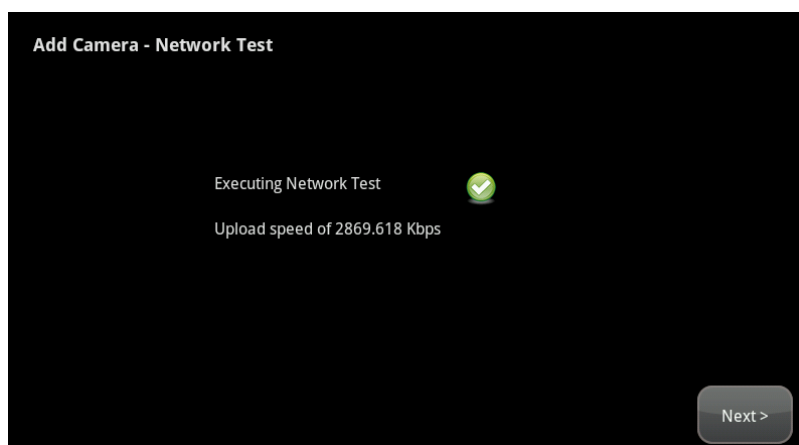 Add Camera - Network Test
Executing Network Test
Upload speed of 2869.618 Kbps
Next >